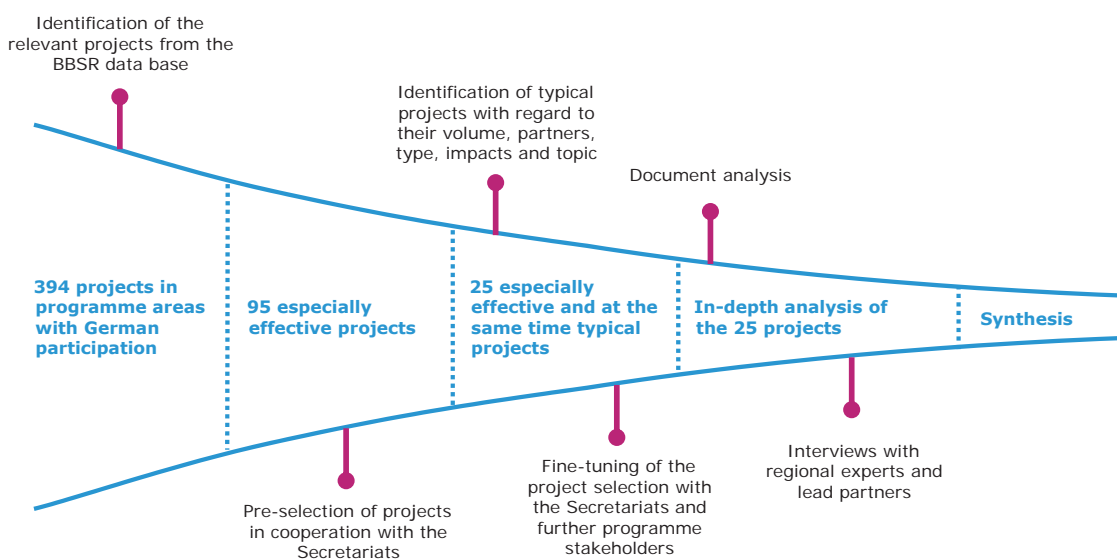 Identification of the
relevant projects from the
BBSR data base
Identification of typical
projects with regard to
their volume, partners,
type, impacts and topic
Document analysis
394 projects in
programme areas
with German
participation
95 especially
effective projects
25 especially
effective and at the
same time typical
projects
In-depth analysis of
the 25 projects
Synthesis
Pre-selection of projects
in cooperation with the
Secretariats
Fine-tuning of the
project selection with
the Secretariats and
further programme
stakeholders
Interviews with
regional experts and
lead partners